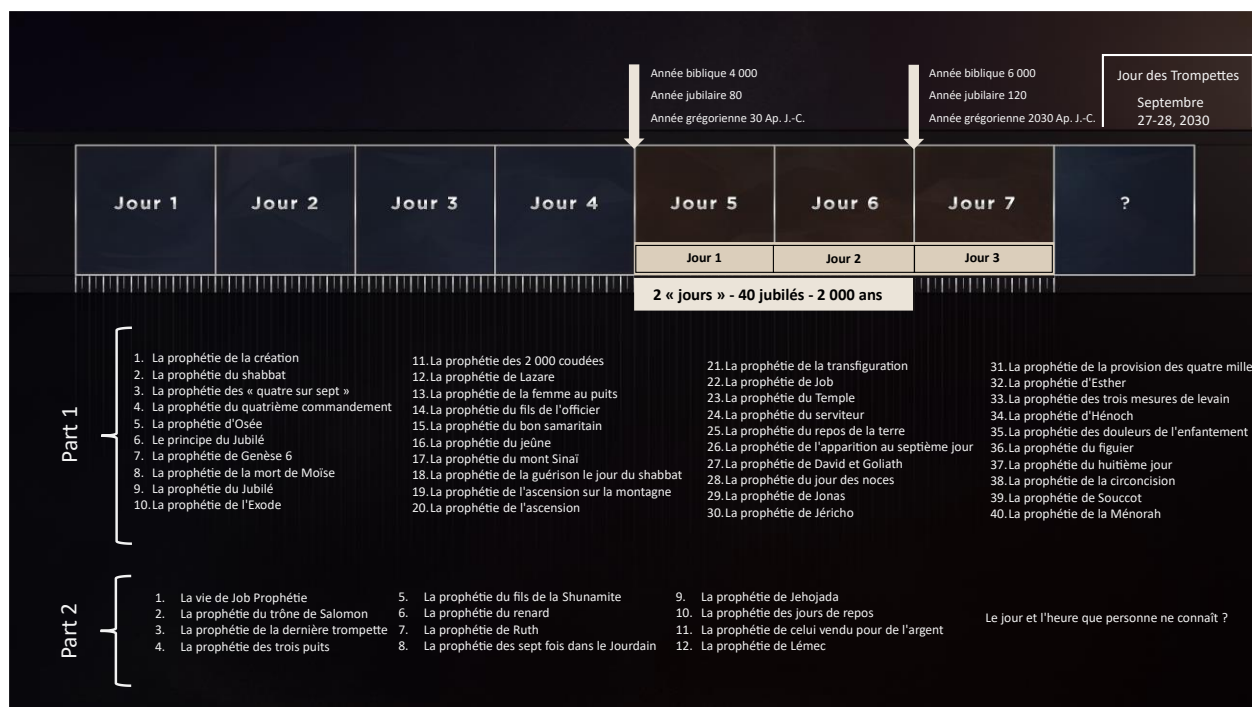 Année biblique 4 000
Année jubilaire 80
Année grégorienne 30 Ap. J.-C.
Année biblique 6 000
Année jubilaire 120
Année grégorienne 2030 Ap. J.-C.
Jour des Trompettes
Septembre
27-28, 2030
Jour 1
Jour 2
Jour 3
Jour 4
Jour 5
Jour 6
Jour 7
?
Jour 1
Jour 2
Jour 3
2 « jours » - 40 jubilés - 2 000 ans
Part 1
1. La prophétie de la création
2. La prophétie du shabbat
3. La prophétie des « quatre sur sept »
4. La prophétie du quatrième commandement
5. La prophétie d'Osée
6. Le principe du Jubilé
7. La prophétie de Genèse 6
8. La prophétie de la mort de Moïse
9. La prophétie du Jubilé
10. La prophétie de l'Exode
11. La prophétie des 2 000 coudées
12. La prophétie de Lazare
13. La prophétie de la femme au puits
14. La prophétie du fils de l'officier
15. La prophétie du bon samaritain
16. La prophétie du jeûne
17. La prophétie du mont Sinaï
18. La prophétie de la guérison le jour du shabbat
19. La prophétie de l'ascension sur la montagne
20. La prophétie de l'ascension
21. La prophétie de la transfiguration
22. La prophétie de Job
23. La prophétie du Temple
24. La prophétie du serviteur
25. La prophétie du repos de la terre
26. La prophétie de l'apparition au septième jour
27. La prophétie de David et Goliath
28. La prophétie du jour des noces
29. La prophétie de Jonas
30. La prophétie de Jéricho
31. La prophétie de la provision des quatre mille
32. La prophétie d'Esther
33. La prophétie des trois mesures de levain
34. La prophétie d'Hénoch
35. La prophétie des douleurs de l'enfantement
36. La prophétie du figuier
37. La prophétie du huitième jour
38. La prophétie de la circoncision
39. La prophétie de Souccot
40. La prophétie de la Ménorah
Part 2
1. La vie de Job Prophétie
2. La prophétie du trône de Salomon
3. La prophétie de la dernière trompette
4. La prophétie des trois puits
5. La prophétie du fils de la Shunamite
6. La prophétie du renard
7. La prophétie de Ruth
8. La prophétie des sept fois dans le Jourdain
9. La prophétie de Jehojada
10. La prophétie des jours de repos
11. La prophétie de celui vendu pour de l'argent
12. La prophétie de Lémec
Le jour et l'heure que personne ne connaît ?